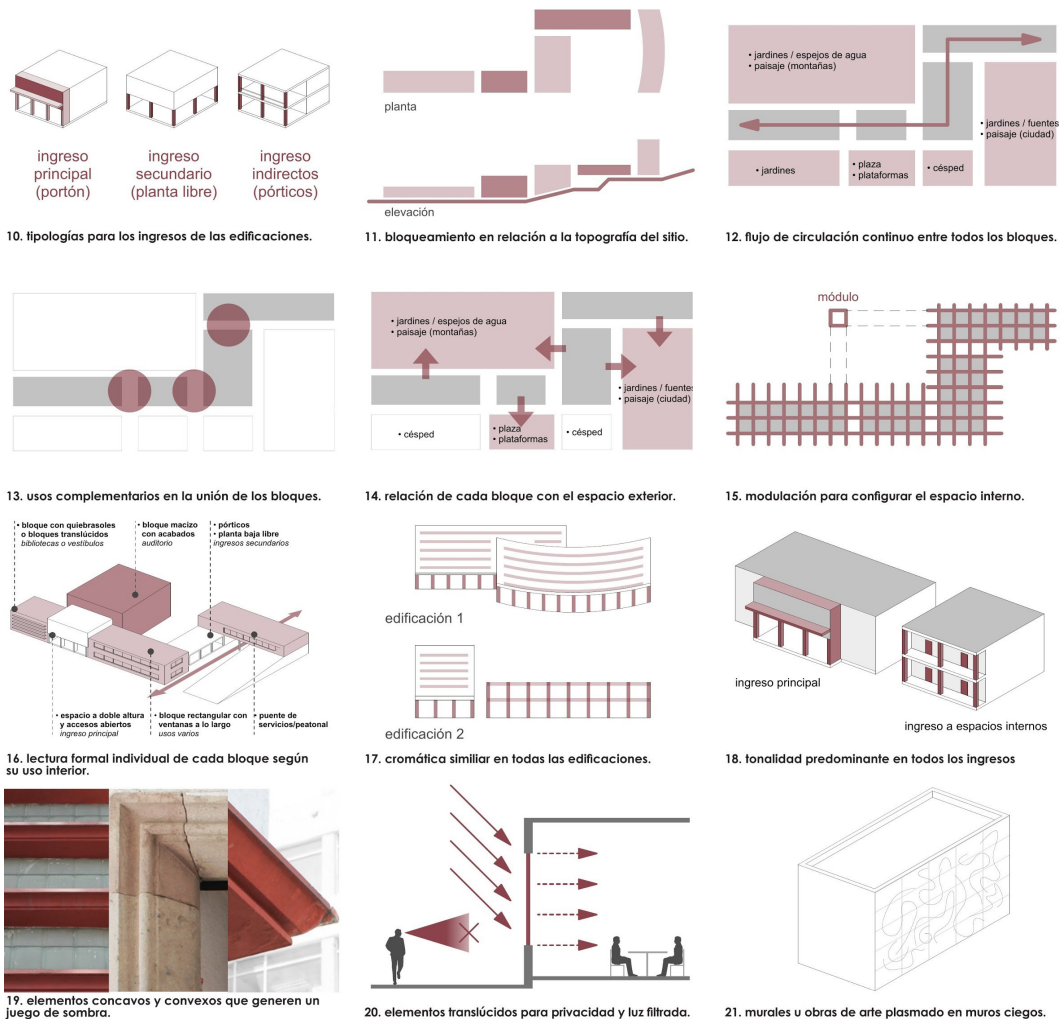 ingreso
principal
(portón)
ingreso
secundario
(planta libre)
ingreso
indirectos
(pórticos)
10. tipologías para los ingresos de las edificaciones.
planta
elevación
11. bloqueamiento en relación a la topografía del sitio.
• jardines / espejos de agua
• paisaje (montañas)
• jardines / fuentes
• paisaje (ciudad)
• jardines
• plaza
• plataformas
• césped
12. flujo de circulación continuo entre todos los bloques.
13. usos complementarios en la unión de los bloques.
• jardines / espejos de agua
• paisaje (montañas)
• jardines / fuentes
• paisaje (ciudad)
• césped
• plaza
• plataformas
• césped
14. relación de cada bloque con el espacio exterior.
módulo
15. modulación para configurar el espacio interno.
• bloque con quiebrasoles
o bloques translúcidos
bibliotecas o vestíbulos
• bloque macizo
con acabados
auditorio
• pórticos
• planta baja libre
ingresos secundarios
• espacio a doble altura
y accesos abiertos
ingreso principal
• bloque rectangular con
ventanas a lo largo
usos varios
• puente de
servicios/peatonal
16. lectura formal individual de cada bloque según
su uso interior.
edificación 1
edificación 2
17. cromática similiar en todas las edificaciones.
ingreso principal
ingreso a espacios internos
18. tonalidad predominante en todos los ingresos
19. elementos concavos y convexos que generen un
juego de sombra.
20. elementos translúcidos para privacidad y luz filtrada.
21. murales u obras de arte plasmado en muros ciegos.